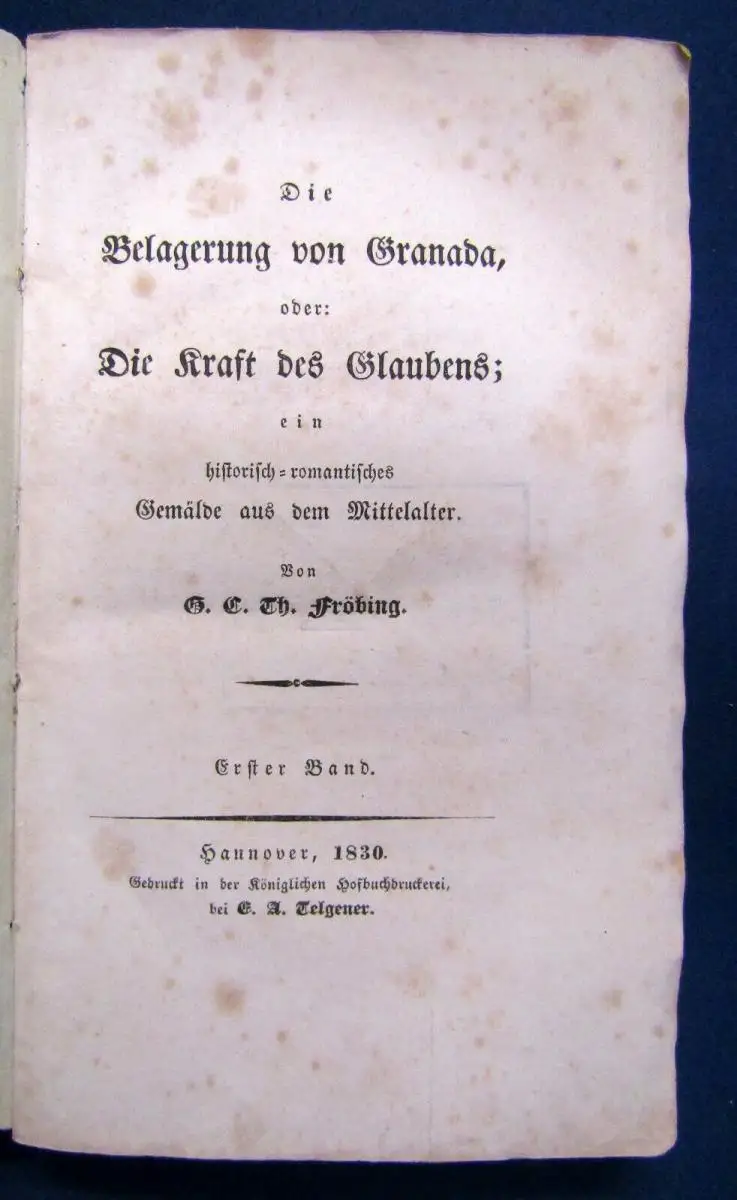 Die
Belagerung von Granada,
oder:
Die Kraft des Glaubens;
ein
historisch-romantisches
Gemälde aus dem Mittelalter.
Von
G. C. Th. Fröbing.
Erster Band.
Hannover, 1830.
Gedruckt in der Königlichen Hofbuchdruckerei,
bei E. A. Telgener.